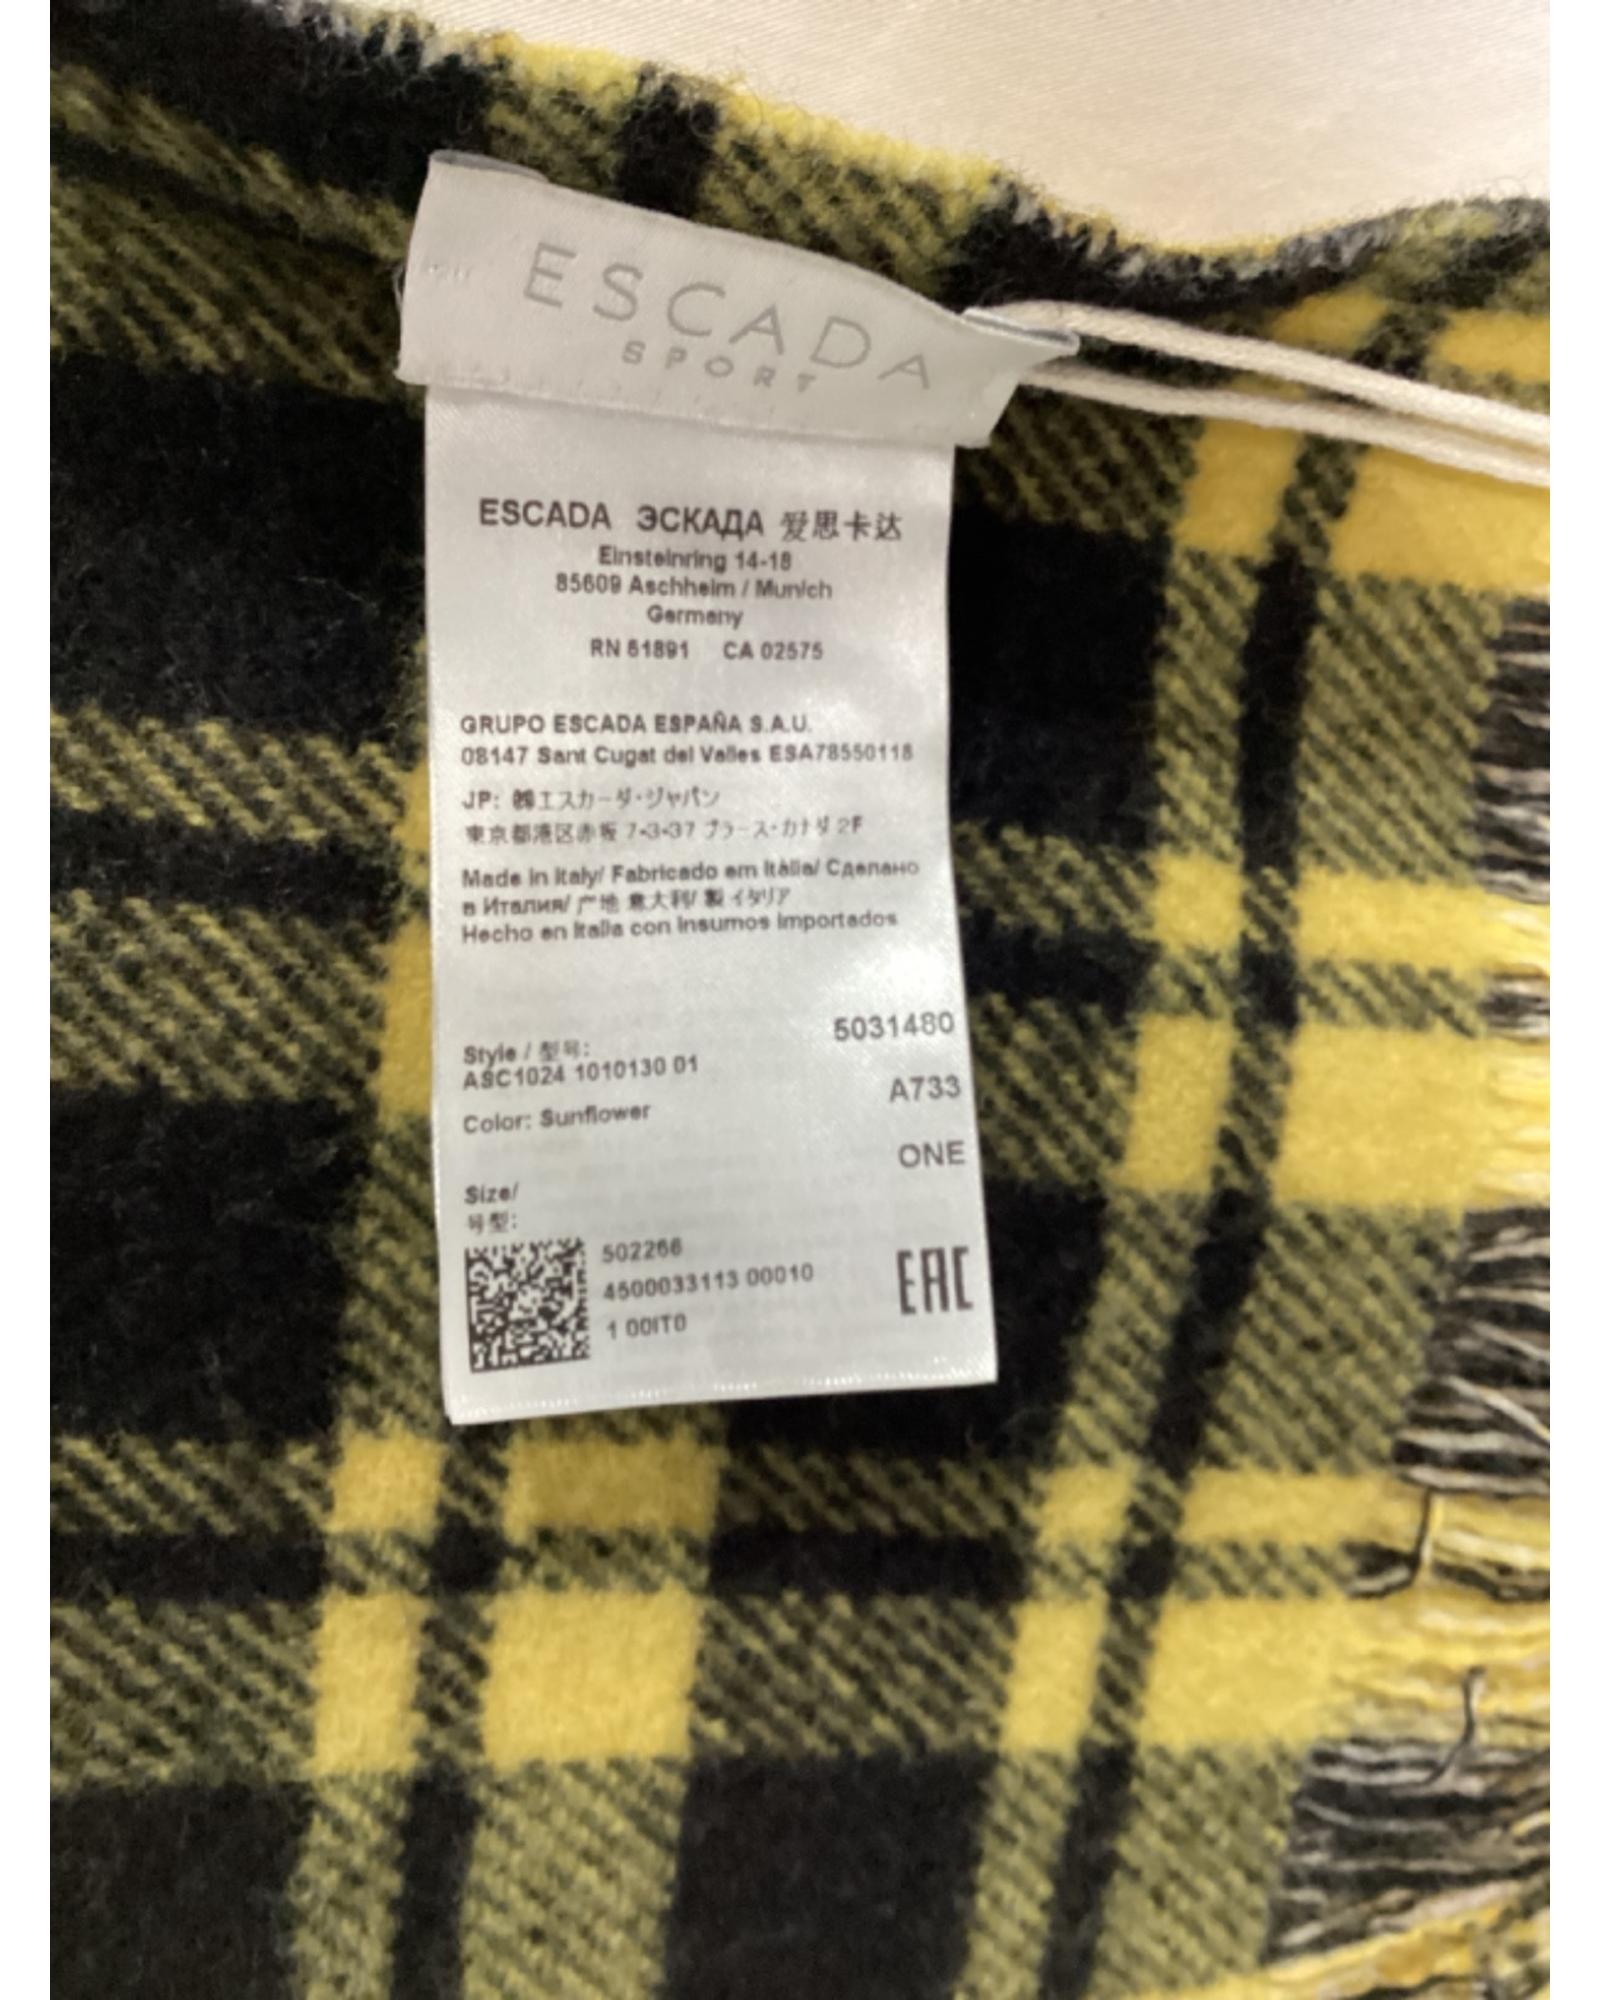 ESCADA
SPORT
ESCADA ЭСКАДА 爱思卡达
Einsteinring 14-18
85609 Aschheim / Munich
Germany
RN 61891 CA 02575
GRUPO ESCADA ESPAÑA S.A.U.
08147 Sant Cugat del Valles ESA78550118
JP: ㈱エスカーダ・ジャパン
東京都港区赤坂 7-3-37 プラース・カナダ 2F
Made in Italy/ Fabricado em Itàlia/ Сделано
в Италия/ 产地 意大利/ 製 イタリア
Hecho en Italia con Insumos Importados
5031480
Style / 型号:
ASC1024 1010130 01
A733
Color: Sunflower
ONE
Size/
号型:
502266
4500033113 00010
1 00IT0
EAC